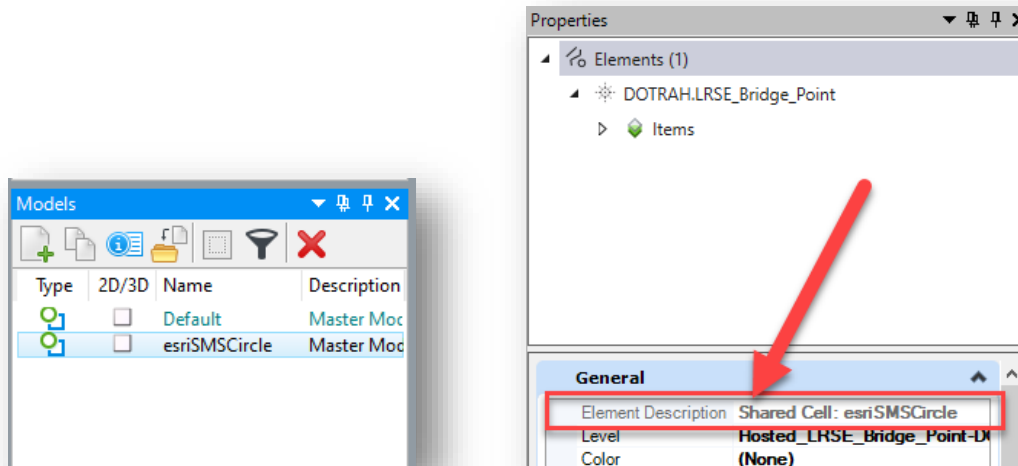 Properties
Elements (1)
DOTRAH.LRSE_Bridge_Point
Items
Models
Type 2D/3D Name Description
Default Master Moc
esriSMSCircle Master Mod
General
Element Description Shared Cell: esriSMSCircle
Level Hosted_LRSE_Bridge_Point-D
Color (None)